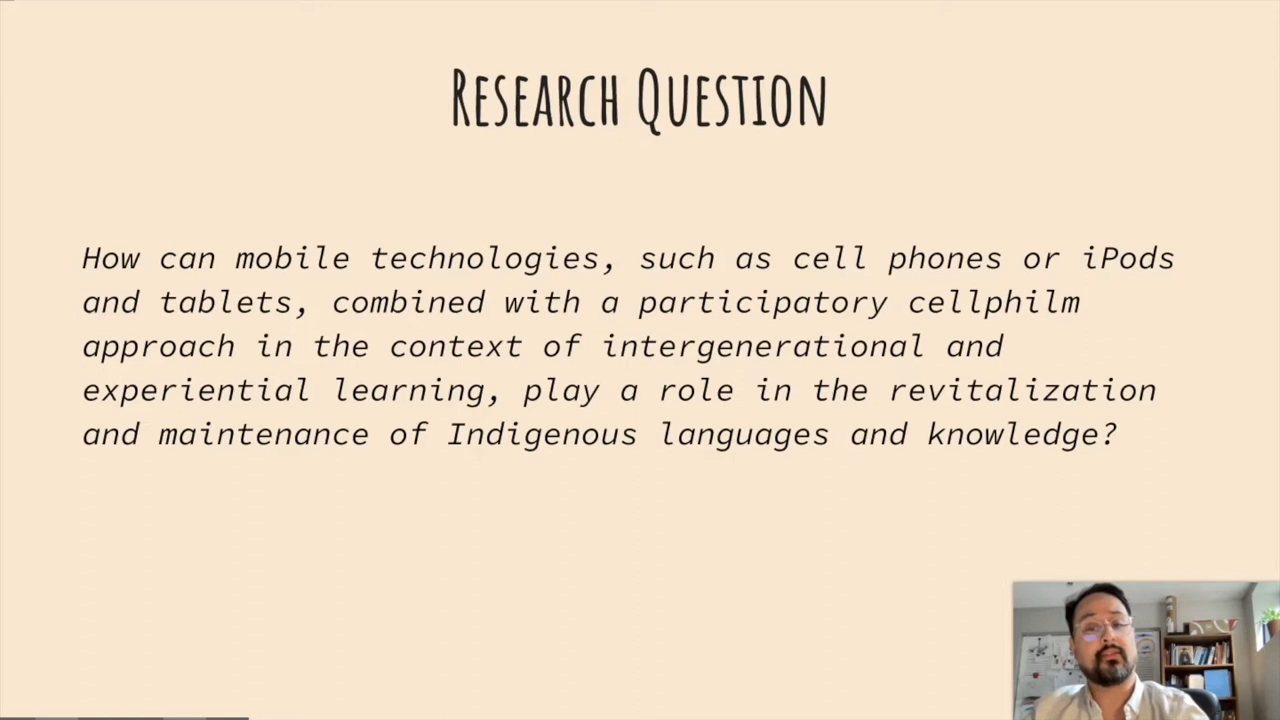 Research Question
How can mobile technologies, such as cell phones or iPods
and tablets, combined with a participatory cellphilm
approach in the context of intergenerational and
experiential learning, play a role in the revitalization
and maintenance of Indigenous languages and knowledge?